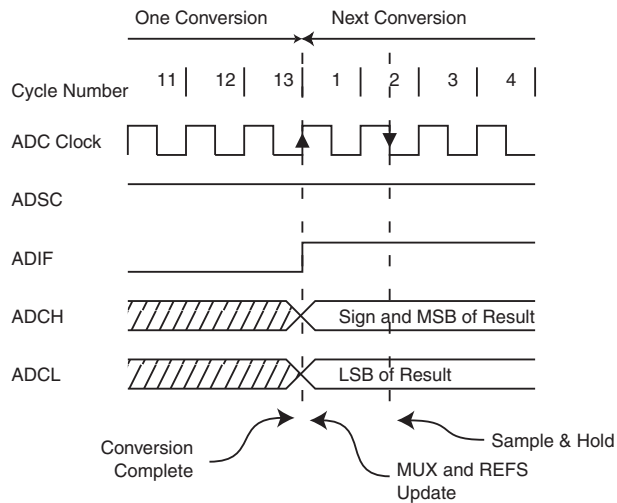 One Conversion Next Conversion
Cycle Number 11 12 13 1 2 3 4
ADC Clock
ADSC
ADIF
ADCH Sign and MSB of Result
ADCL LSB of Result
Conversion
Complete
MUX and REFS
Update
Sample & Hold